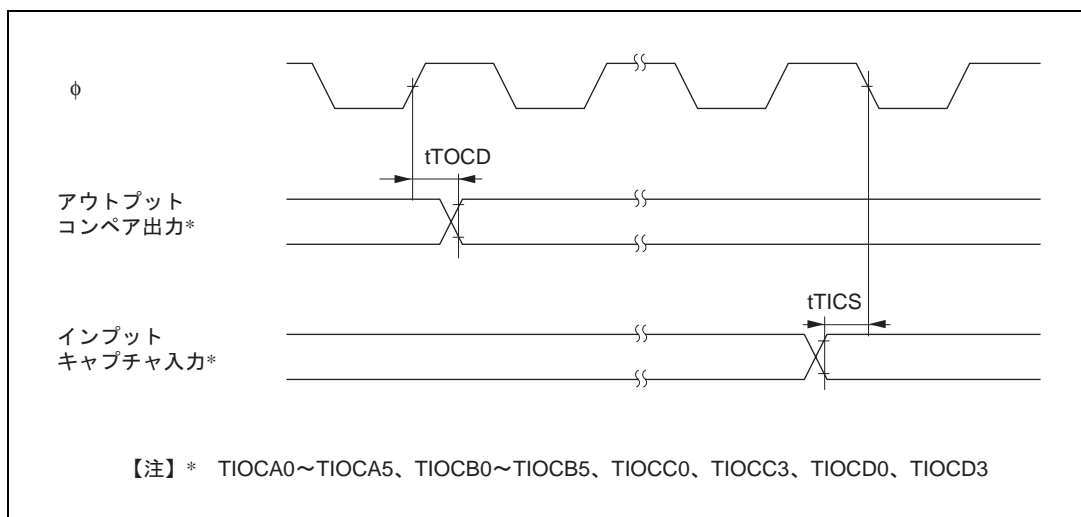 φ
tTOCD
アウトプット
コンペア出力*
tTICS
インプット
キャプチャ入力*
【注】* TIOCA0～TIOCA5、TIOCB0～TIOCB5、TIOCC0、TIOCC3、TIOCD0、TIOCD3